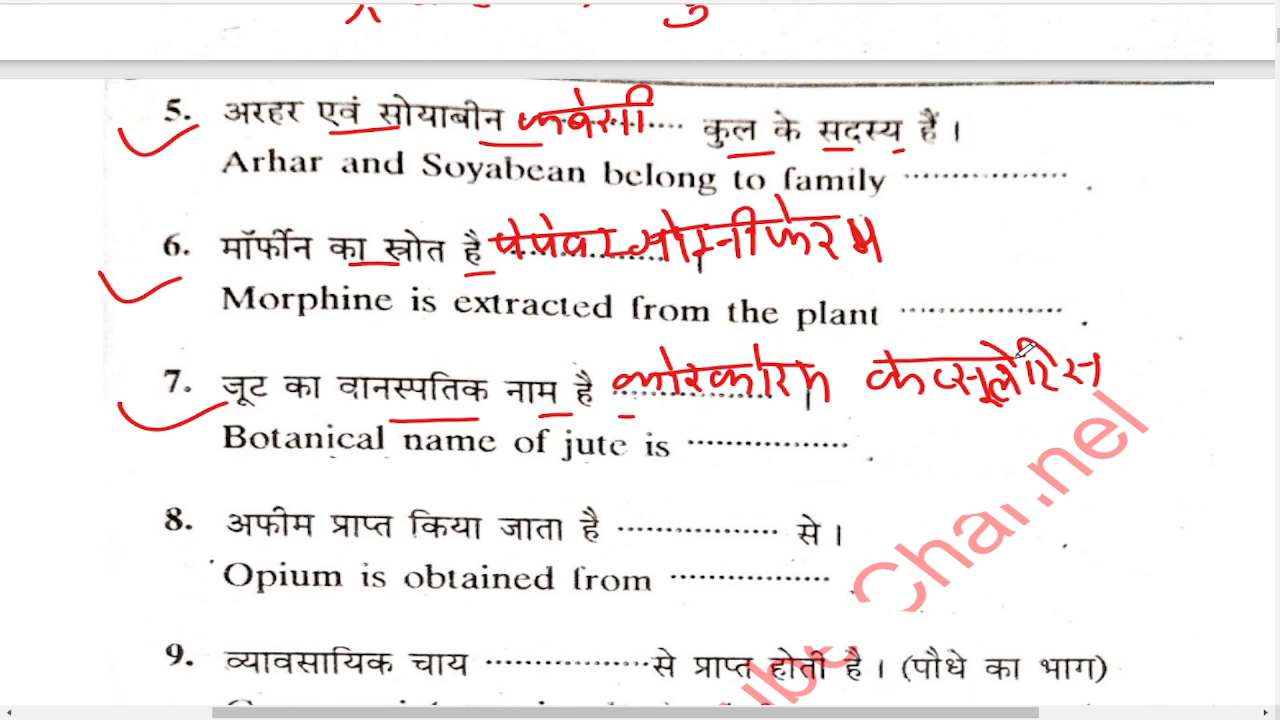 5. अरहर एवं सोयाबीन ........ कुल के सदस्य हैं ।
Arhar and Soyabean belong to family .................. .
6. मॉर्फीन का स्रोत है पेपेवर सोम्नीफेरम ।
Morphine is extracted from the plant .................. .
7. जूट का वानस्पतिक नाम है कोरकोरम केप्सूलेरिस
Botanical name of jute is .................. .
8. अफीम प्राप्त किया जाता है .................. से ।
Opium is obtained from .................. .
9. व्यावसायिक चाय ..................से प्राप्त होती है । (पौधे का भाग)